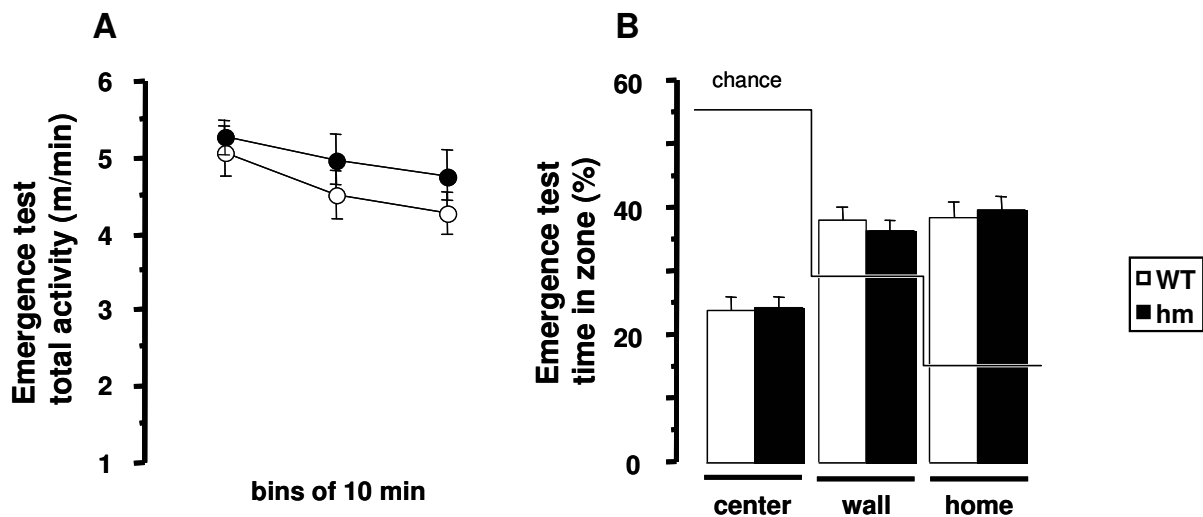 A
Emergence test
total activity (m/min)
6
5
4
3
2
1
bins of 10 min
B
Emergence test
time in zone (%)
60
40
20
0
chance
center wall home
WT
hm